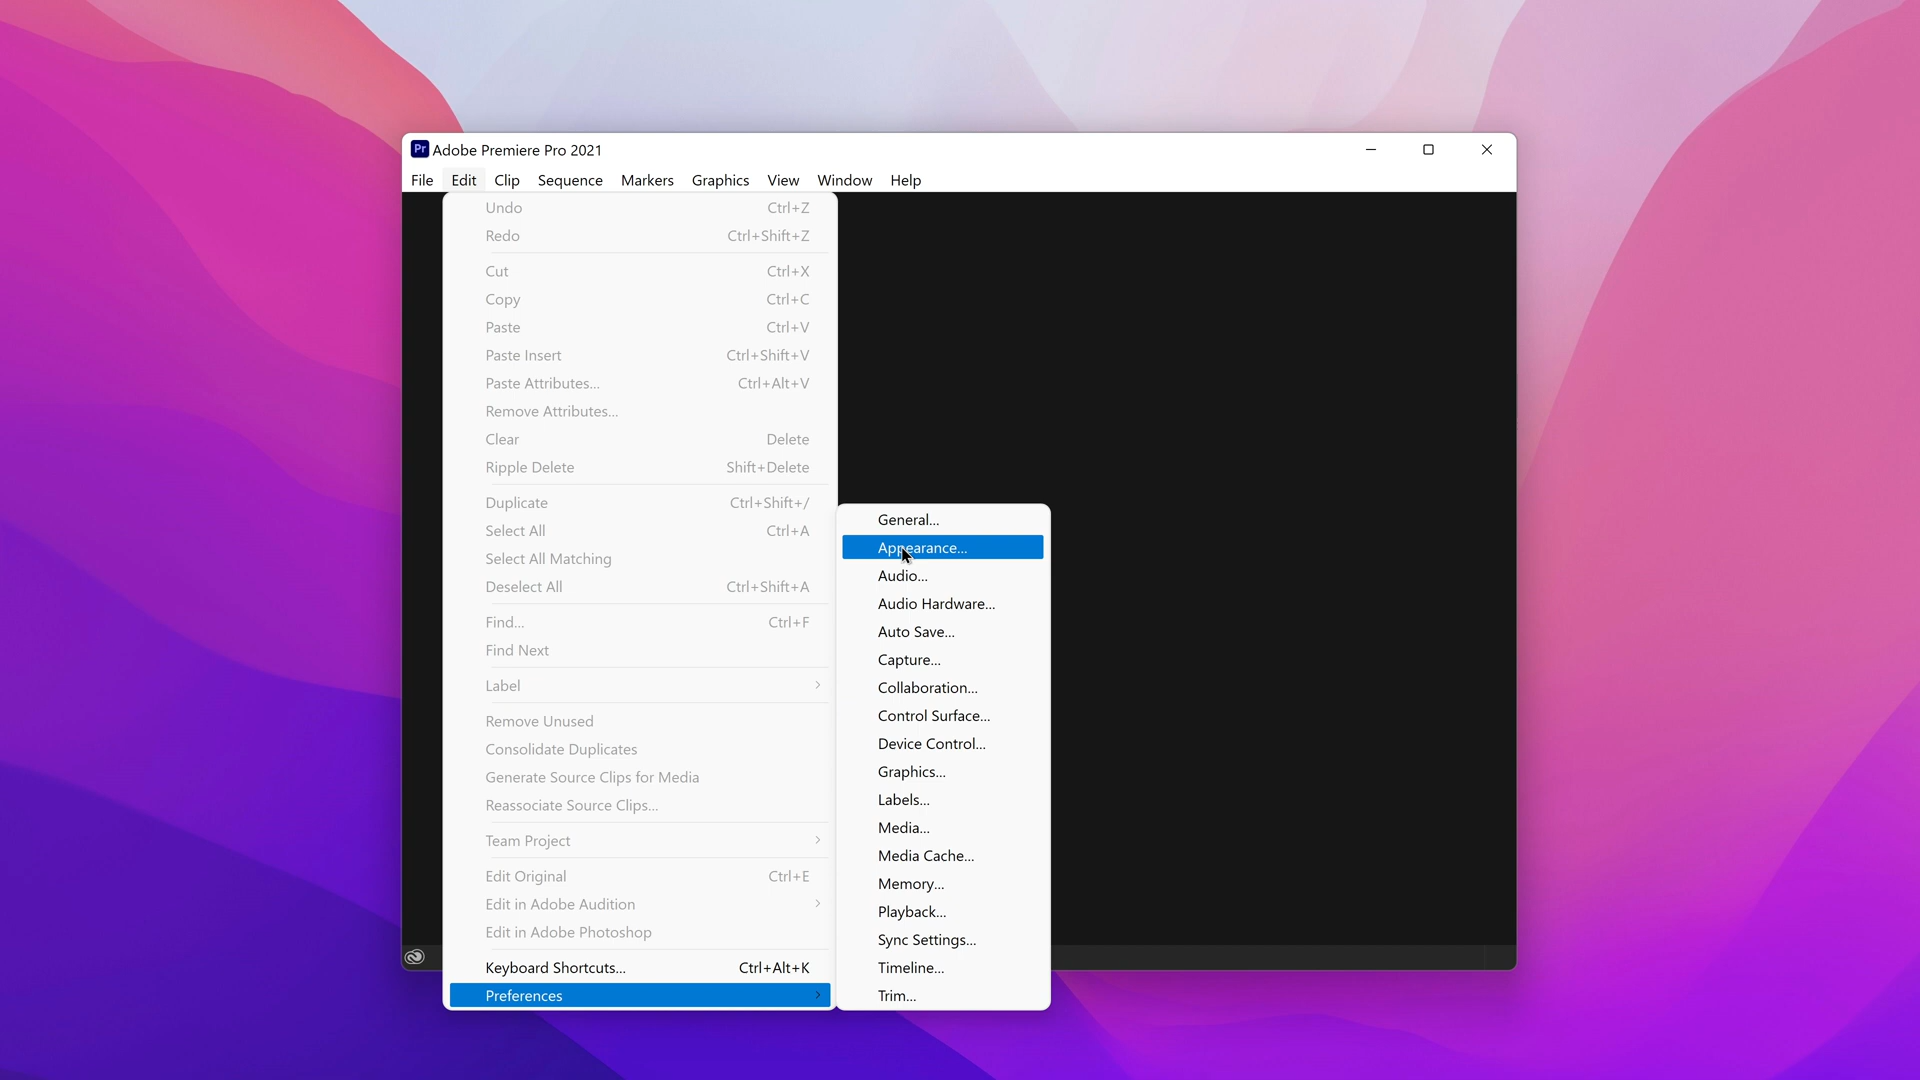 Pr Adobe Premiere Pro 2021
File Edit Clip Sequence Markers Graphics View Window Help
Undo Ctrl+Z
Redo Ctrl+Shift+Z
Cut Ctrl+X
Copy Ctrl+C
Paste Ctrl+V
Paste Insert Ctrl+Shift+V
Paste Attributes... Ctrl+Alt+V
Remove Attributes...
Clear Delete
Ripple Delete Shift+Delete
Duplicate Ctrl+Shift+/
Select All Ctrl+A
Select All Matching
Deselect All Ctrl+Shift+A
Find... Ctrl+F
Find Next
Label
Remove Unused
Consolidate Duplicates
Generate Source Clips for Media
Reassociate Source Clips...
Team Project
Edit Original Ctrl+E
Edit in Adobe Audition
Edit in Adobe Photoshop
Keyboard Shortcuts... Ctrl+Alt+K
Preferences
General...
Appearance...
Audio...
Audio Hardware...
Auto Save...
Capture...
Collaboration...
Control Surface...
Device Control...
Graphics...
Labels...
Media...
Media Cache...
Memory...
Playback...
Sync Settings...
Timeline...
Trim...